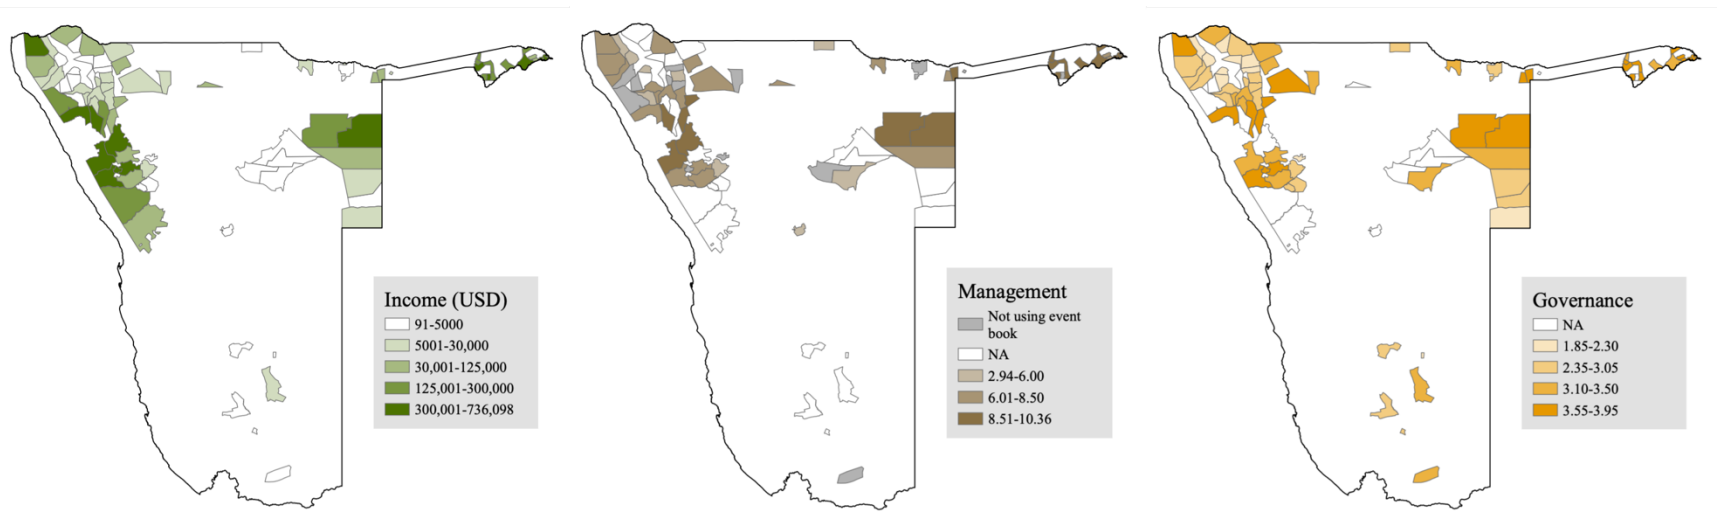 Income (USD)
91-5000
5001-30,000
30,001-125,000
125,001-300,000
300,001-736,098
Management
Not using event
book
NA
2.94-6.00
6.01-8.50
8.51-10.36
Governance
NA
1.85-2.30
2.35-3.05
3.10-3.50
3.55-3.95